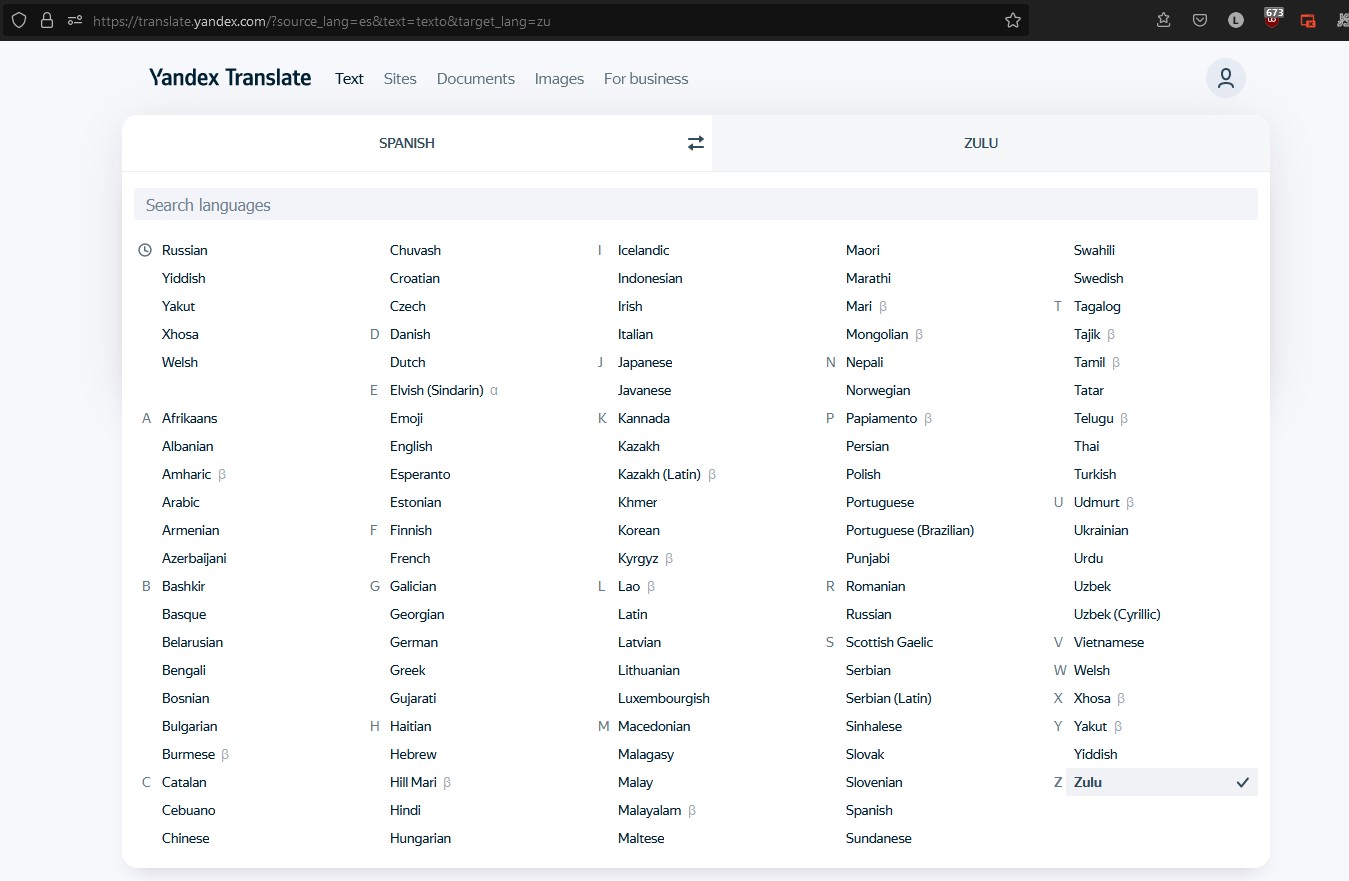 https://translate.yandex.com/?source_lang=es&text=texto&target_lang=zu
673
L
Yandex Translate Text Sites Documents Images For business
SPANISH ZULU
Search languages
Russian
Yiddish
Yakut
Xhosa
Welsh
A Afrikaans
Albanian
Amharic β
Arabic
Armenian
Azerbaijani
B Bashkir
Basque
Belarusian
Bengali
Bosnian
Bulgarian
Burmese β
C Catalan
Cebuano
Chinese
Chuvash
Croatian
Czech
D Danish
Dutch
E Elvish (Sindarin) α
Emoji
English
Esperanto
Estonian
F Finnish
French
G Galician
Georgian
German
Greek
Gujarati
H Haitian
Hebrew
Hill Mari β
Hindi
Hungarian
I Icelandic
Indonesian
Irish
Italian
J Japanese
Javanese
K Kannada
Kazakh
Kazakh (Latin) β
Khmer
Korean
Kyrgyz β
L Lao β
Latin
Latvian
Lithuanian
Luxembourgish
M Macedonian
Malagasy
Malay
Malayalam β
Maltese
Maori
Marathi
Mari β
Mongolian β
N Nepali
Norwegian
P Papiamento β
Persian
Polish
Portuguese
Portuguese (Brazilian)
Punjabi
R Romanian
Russian
S Scottish Gaelic
Serbian
Serbian (Latin)
Sinhalese
Slovak
Slovenian
Spanish
Sundanese
Swahili
Swedish
T Tagalog
Tajik β
Tamil β
Tatar
Telugu β
Thai
Turkish
U Udmurt β
Ukrainian
Urdu
Uzbek
Uzbek (Cyrillic)
V Vietnamese
W Welsh
X Xhosa β
Y Yakut β
Yiddish
Z Zulu